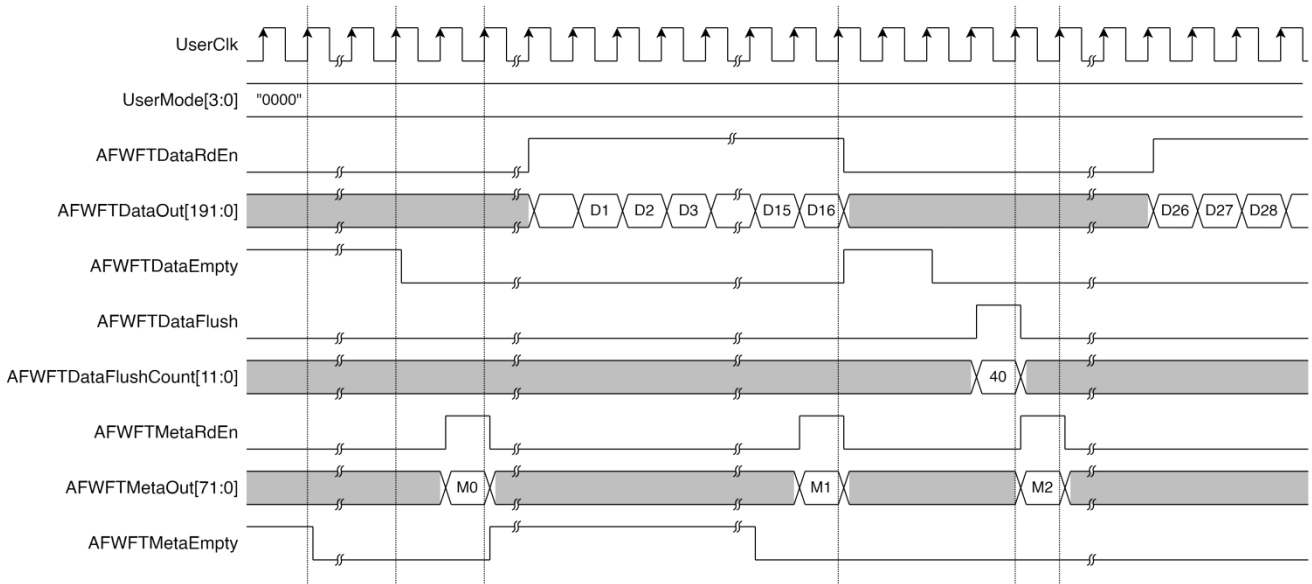 UserClk
UserMode[3:0] "0000"
AFWFTDataRdEn
AFWFTDataOut[191:0] D1 D2 D3 D15 D16 D26 D27 D28
AFWFTDataEmpty
AFWFTDataFlush
AFWFTDataFlushCount[11:0] 40
AFWFTMetaRdEn
AFWFTMetaOut[71:0] M0 M1 M2
AFWFTMetaEmpty